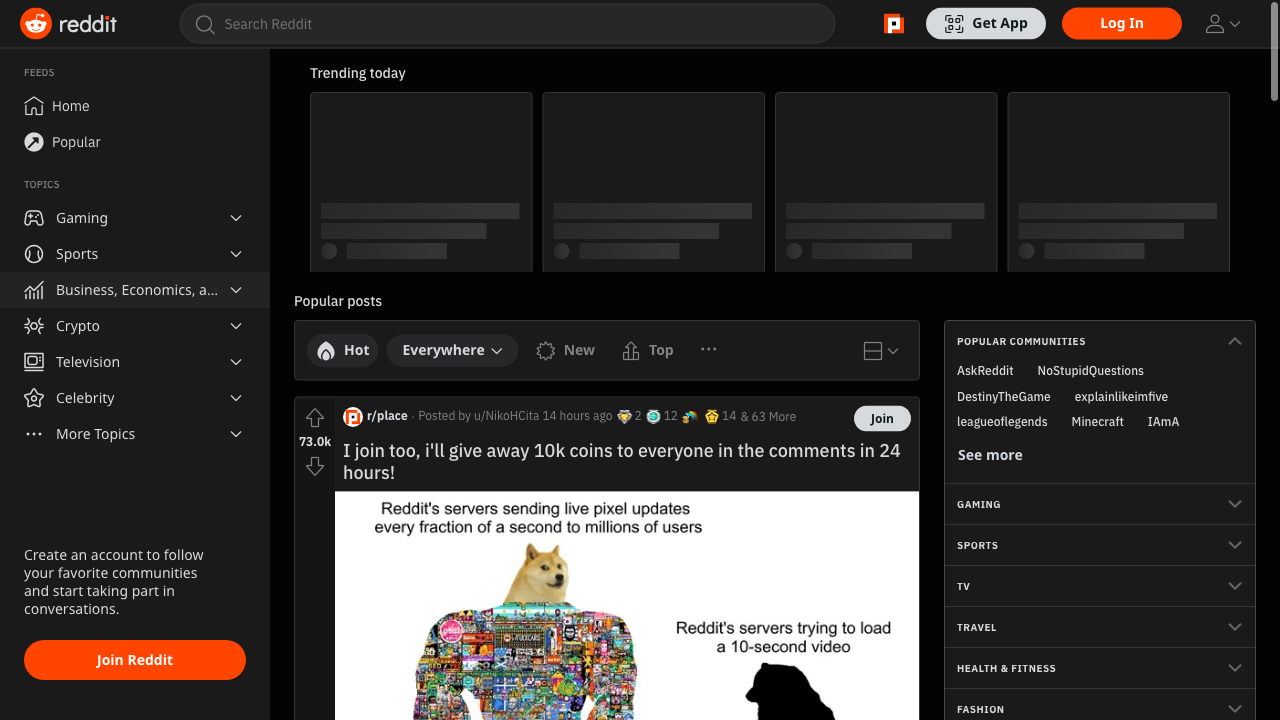 reddit
Search Reddit
Get App
Log In
FEEDS
Home
Popular
TOPICS
Gaming
Sports
Business, Economics, a...
Crypto
Television
Celebrity
More Topics
Create an account to follow
your favorite communities
and start taking part in
conversations.
Join Reddit
Trending today
Popular posts
Hot
Everywhere
New
Top
73.0k
r/place · Posted by u/NikoHCita 14 hours ago 2 12 14 & 63 More
Join
I join too, i'll give away 10k coins to everyone in the comments in 24
hours!
Reddit's servers sending live pixel updates
every fraction of a second to millions of users
Reddit's servers trying to load
a 10-second video
POPULAR COMMUNITIES
AskReddit NoStupidQuestions
DestinyTheGame explainlikeimfive
leagueoflegends Minecraft IAmA
See more
GAMING
SPORTS
TV
TRAVEL
HEALTH & FITNESS
FASHION